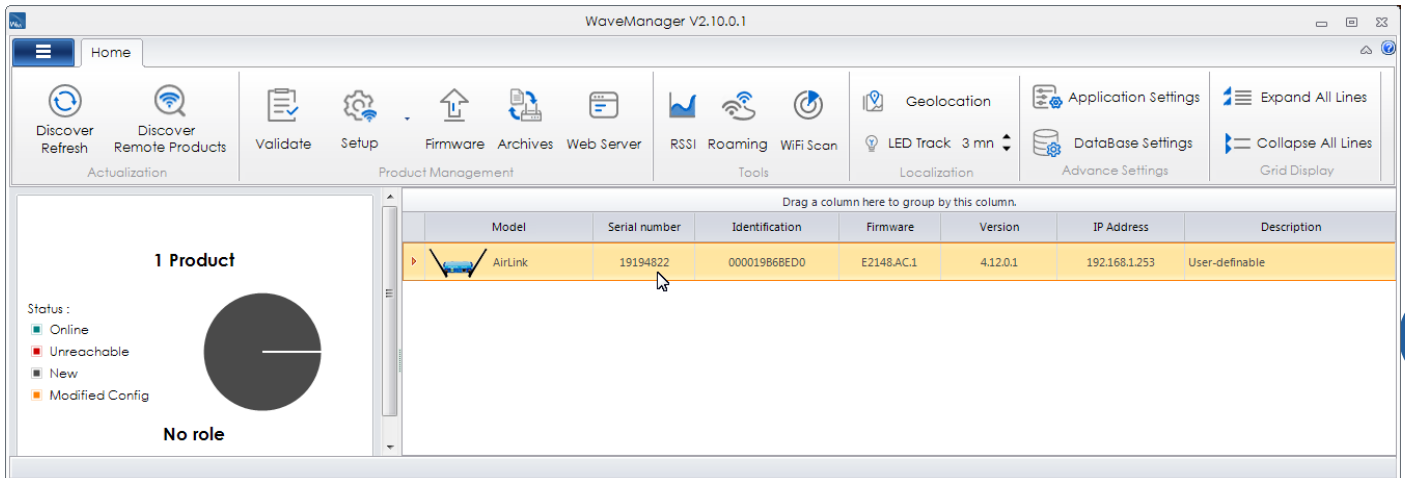 WaveManager V2.10.0.1
Home
Discover Refresh
Discover Remote Products
Validate
Setup
Firmware
Archives
Web Server
RSSI
Roaming
WiFi Scan
Geolocation
LED Track 3 mn
Application Settings
DataBase Settings
Expand All Lines
Collapse All Lines
Actualization
Product Management
Tools
Localization
Advance Settings
Grid Display
1 Product
Status :
Online
Unreachable
New
Modified Config
No role
Drag a column here to group by this column.
Model Serial number Identification Firmware Version IP Address Description
AirLink 19194822 000019B6BED0 E2148.AC.1 4.12.0.1 192.168.1.253 User-definable